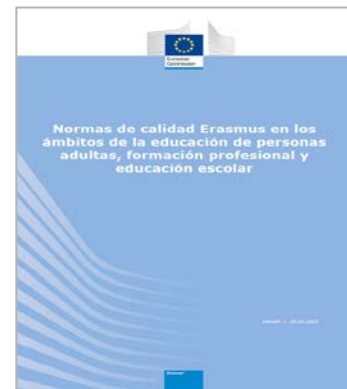 European
Commission
Normas de calidad Erasmus en los
ámbitos de la educación de personas
adultas, formación profesional y
educación escolar